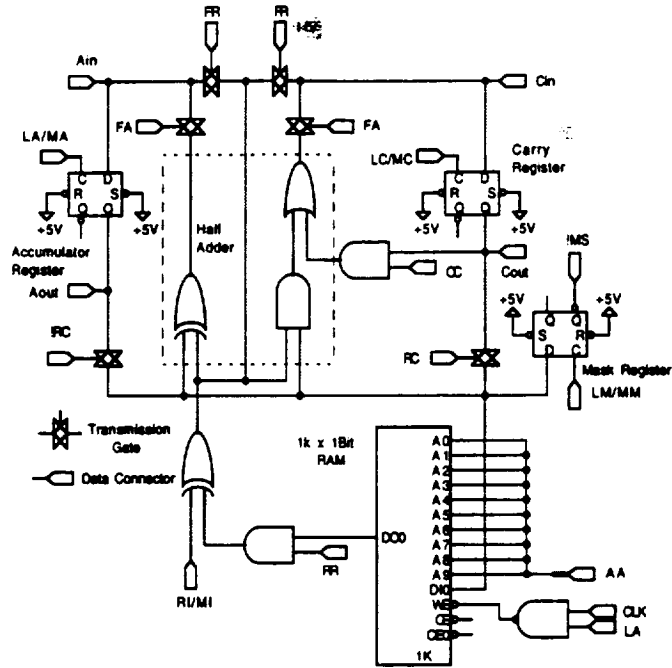 RR
RR
Ain
Cin
FA
FA
LA/MA
LC/MC
Carry
Register
C D
R S
Q Q
+5V
+5V
C D
R S
Q Q
+5V
+5V
Half
Adder
Accumulator
Register
Aout
CC
Cout
!MS
+5V
+5V
Q Q
S R
D C
!RC
RC
Mask Register
LM/MM
Transmission
Gate
Data Connector
1k x 1Bit
RAM
A0
A1
A2
A3
A4
A5
A6
A7
A8
A9
DO0
DI0
WE
CE
CE0
1K
AA
RR
RI/MI
CLK
LA